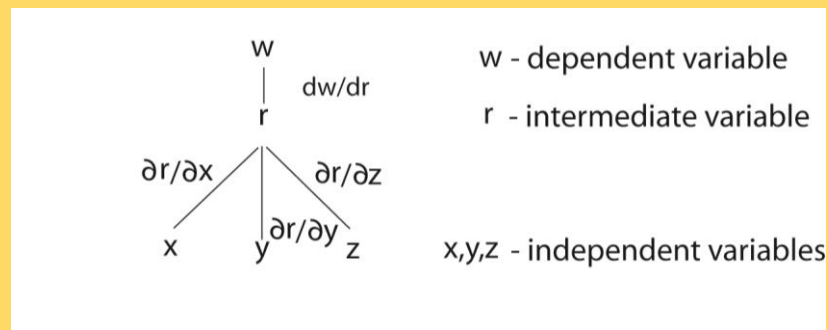 w
w - dependent variable
dw/dr
r
r - intermediate variable
∂r/∂x
∂r/∂z
∂r/∂y
x
y
z
x,y,z - independent variables